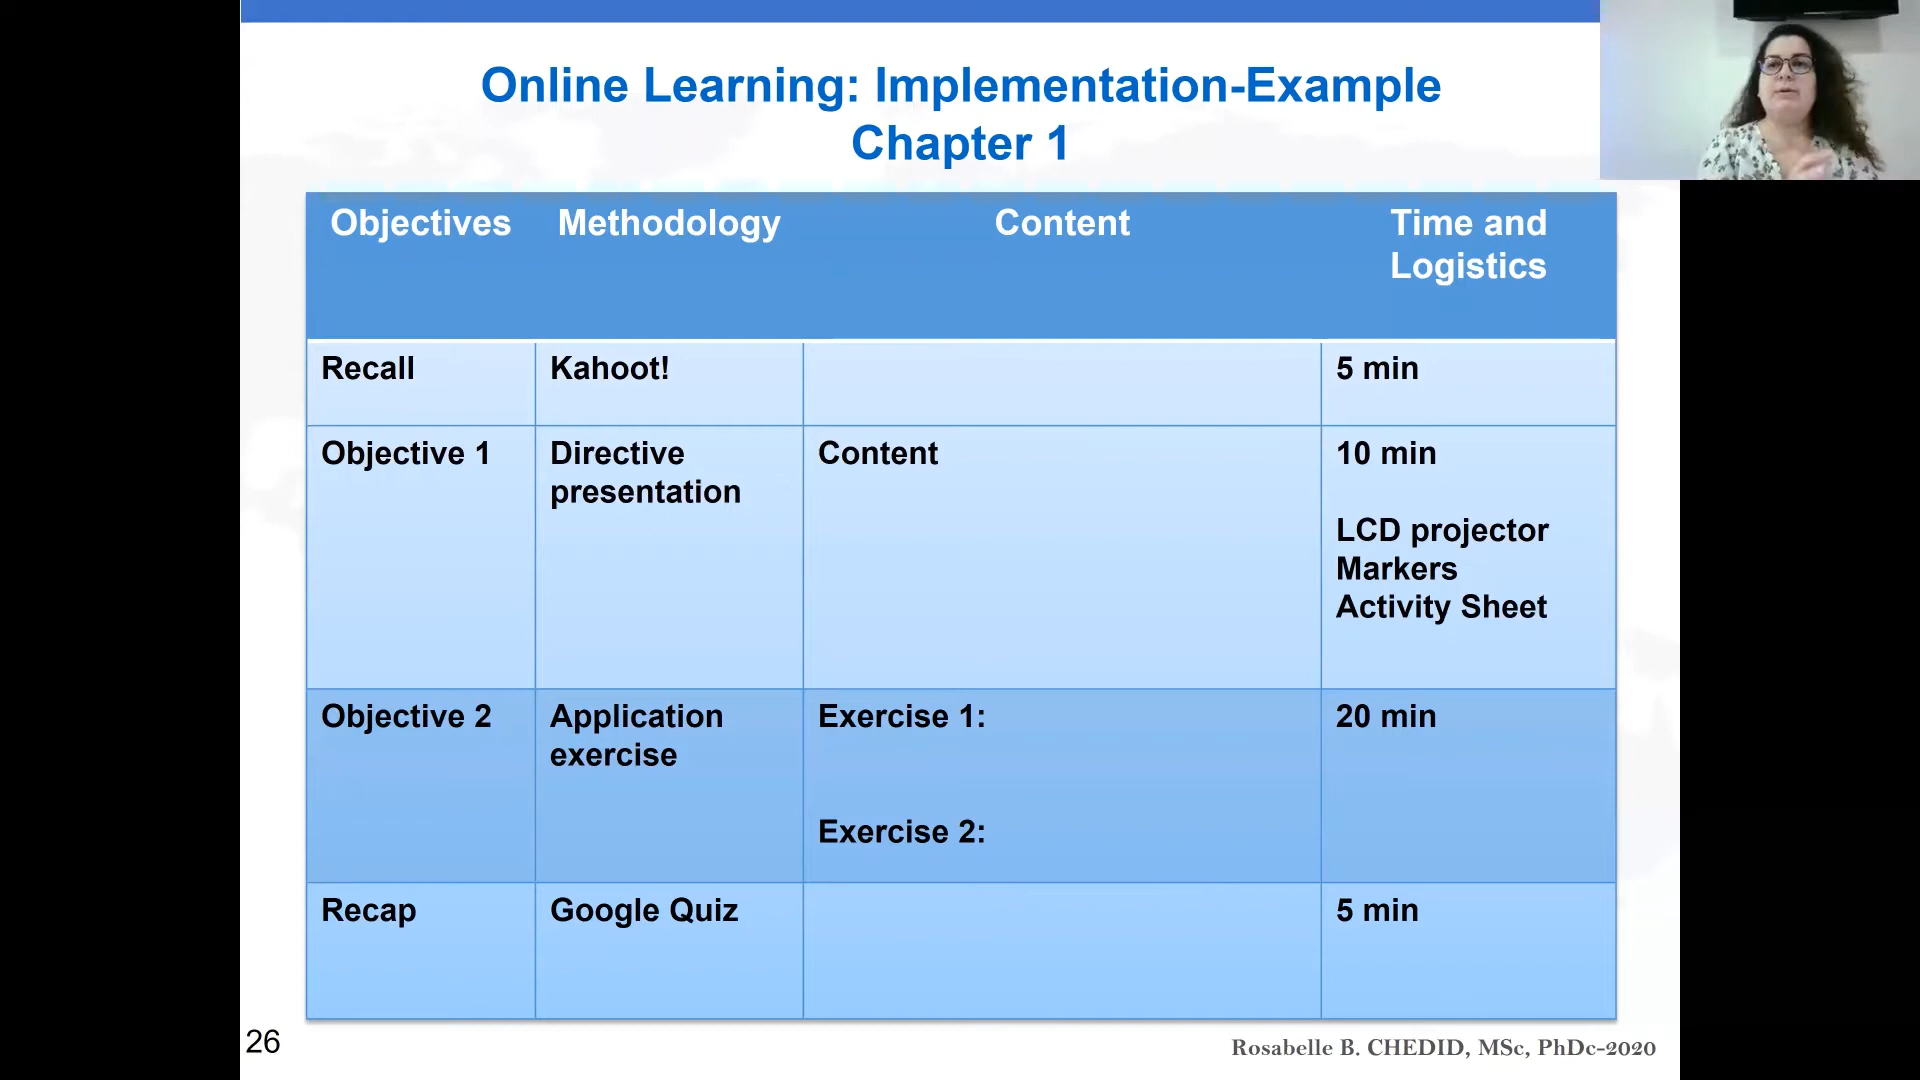 Online Learning: Implementation-Example
Chapter 1
Objectives
Methodology
Content
Time and
Logistics
Recall
Kahoot!
5 min
Objective 1
Directive
presentation
Content
10 min
LCD projector
Markers
Activity Sheet
Objective 2
Application
exercise
Exercise 1:
Exercise 2:
20 min
Recap
Google Quiz
5 min
26
Rosabelle B. CHEDID, MSc, PhDc-2020